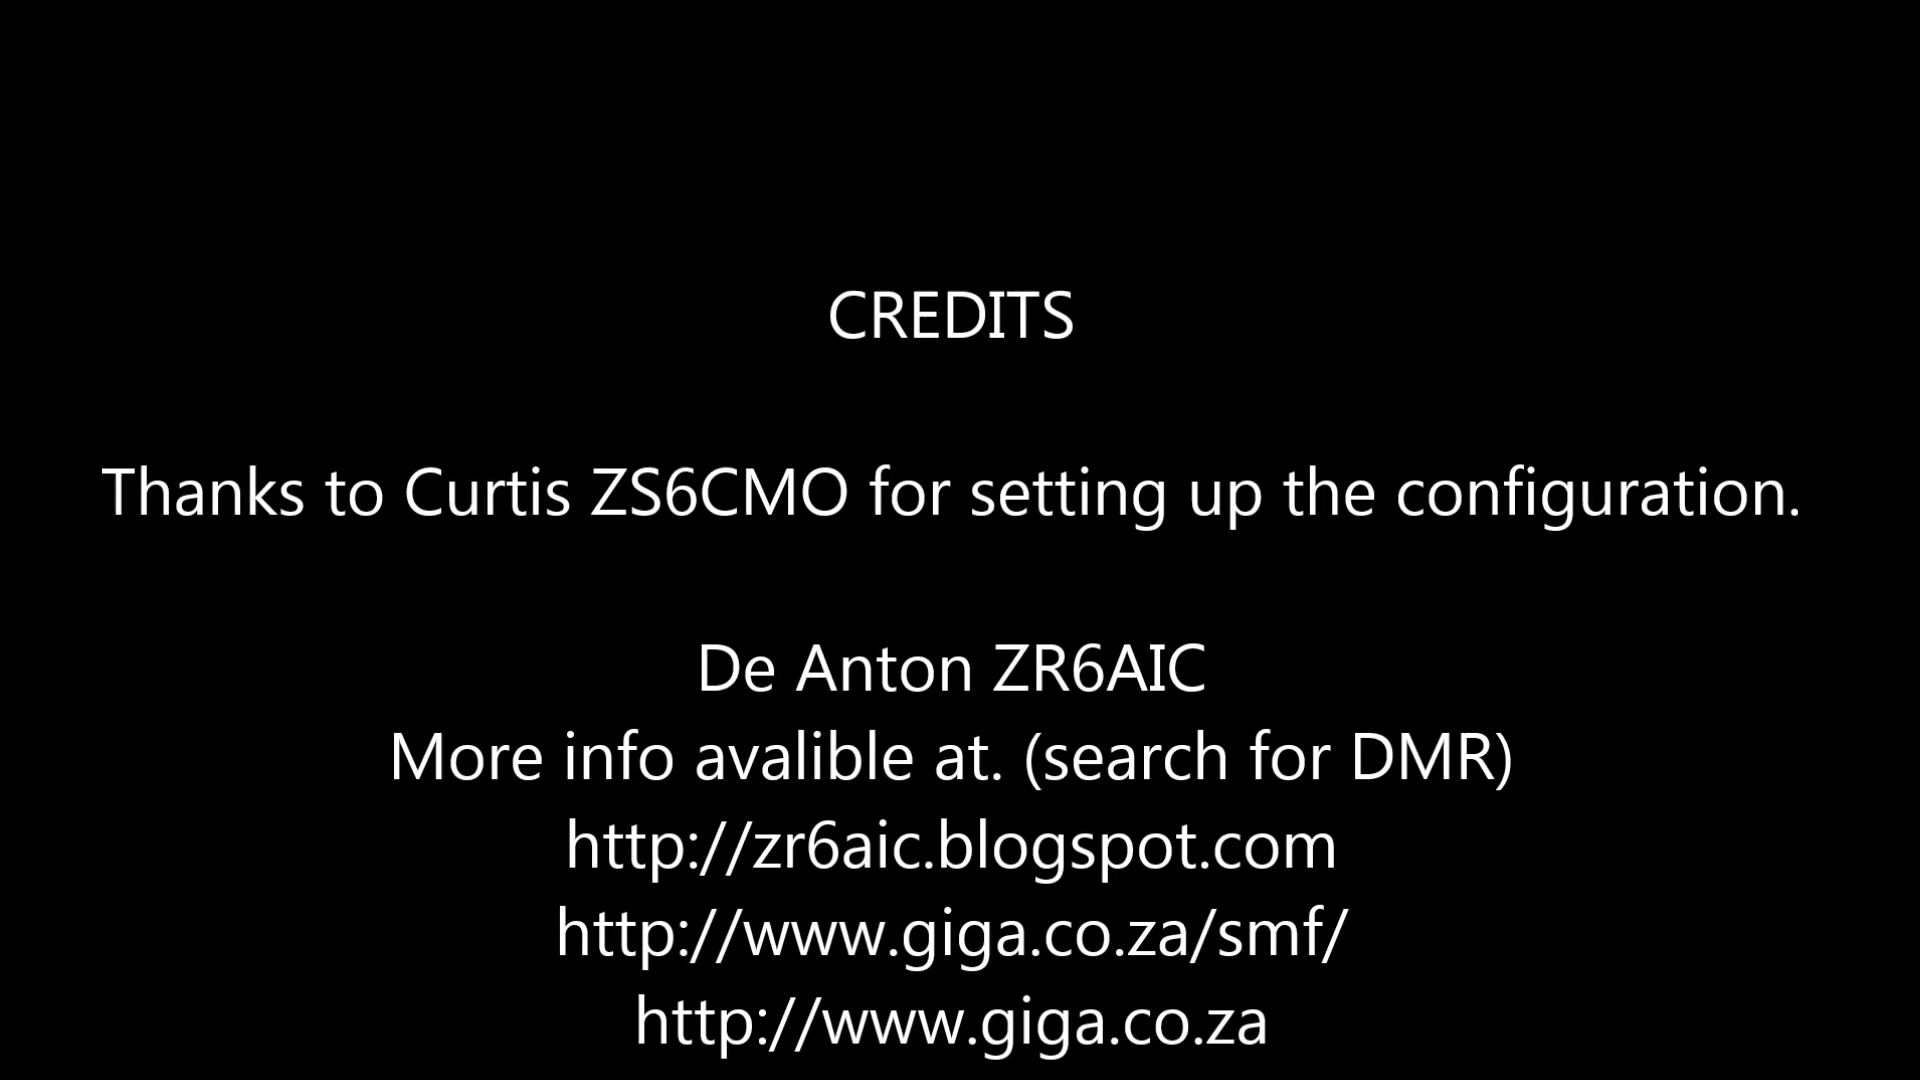 CREDITS
Thanks to Curtis ZS6CMO for setting up the configuration.
De Anton ZR6AIC
More info avalible at. (search for DMR)
http://zr6aic.blogspot.com
http://www.giga.co.za/smf/
http://www.giga.co.za